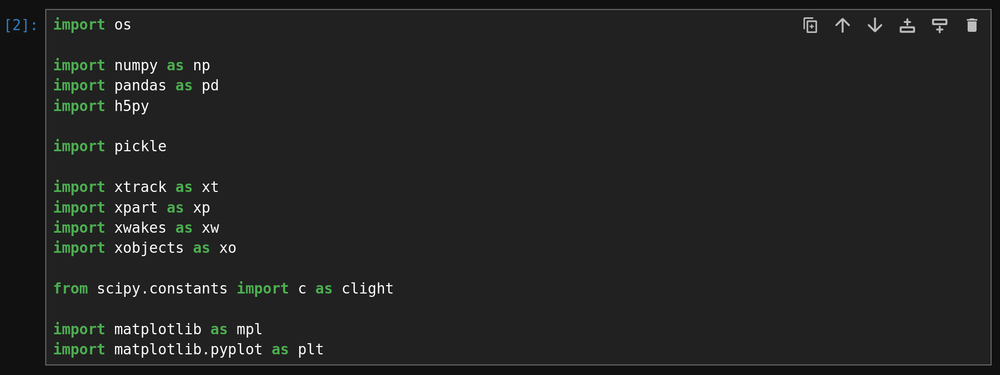 [2]:
import os

import numpy as np
import pandas as pd
import h5py

import pickle

import xtrack as xt
import xpart as xp
import xwakes as xw
import xobjects as xo

from scipy.constants import c as clight

import matplotlib as mpl
import matplotlib.pyplot as plt